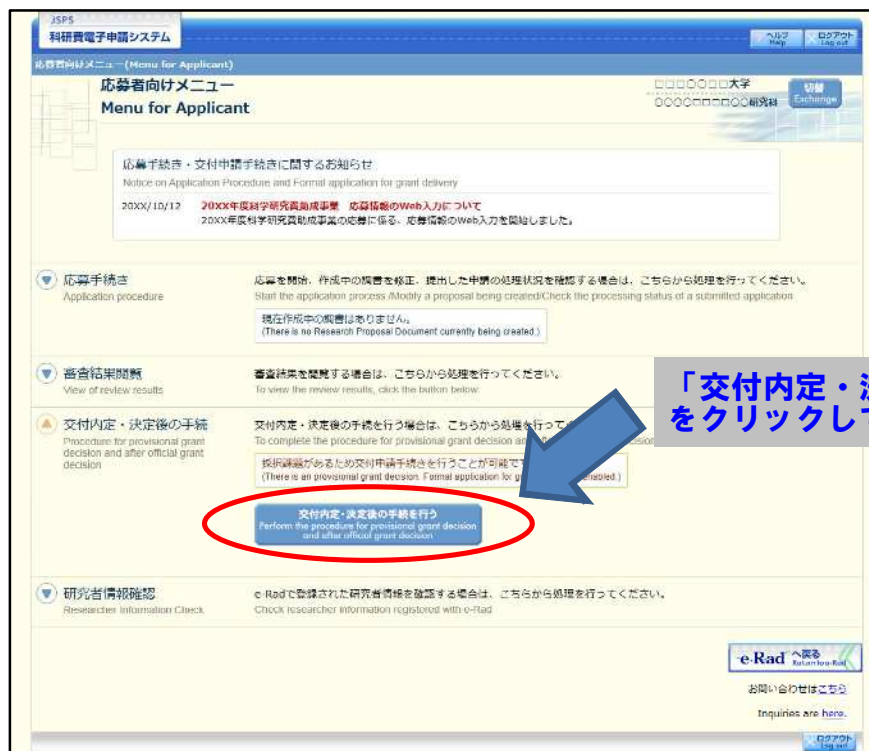 JSPS
科研費電子申請システム
ヘルプ
Help
ログアウト
Log out
応募者向けメニュー(Menu for Applicant)
応募者向けメニュー
Menu for Applicant
□□□○□□□大学
○○○○□□□□○○研究科
切替
Exchange
応募手続き・交付申請手続きに関するお知らせ
Notice on Application Procedure and Formal application for grant delivery
20XX/10/12 20XX年度科学研究費助成事業 応募情報のWeb入力について
20XX年度科学研究費助成事業の応募に係る、応募情報のWeb入力を開始しました。
応募手続き
Application procedure
応募を開始、作成中の調書を修正、提出した申請の処理状況を確認する場合は、こちらから処理を行ってください。
Start the application process /Modify a proposal being created/Check the processing status of a submitted application
現在作成中の調書はありません。
(There is no Research Proposal Document currently being created.)
審査結果閲覧
View of review results
審査結果を閲覧する場合は、こちらから処理を行ってください。
To view the review results, click the button below.
交付内定・決定後の手続
Procedure for provisional grant
decision and after official grant
decision
交付内定・決定後の手続を行う場合は、こちらから処理を行って
To complete the procedure for provisional grant decision and
採択課題があるため交付申請手続きを行うことが可能で
(There is an provisional grant decision. Formal application for enabled.)
交付内定・決定後の手続を行う
Perform the procedure for provisional grant decision
and after official grant decision
「交付内定・決
をクリックして
研究者情報確認
Researcher Information Check
e-Radで登録された研究者情報を確認する場合は、こちらから処理を行ってください。
Check researcher information registered with e-Rad
e-Rad へ戻る
Return to e-Rad
お問い合わせはこちら
Inquiries are here.
ログアウト
Log out